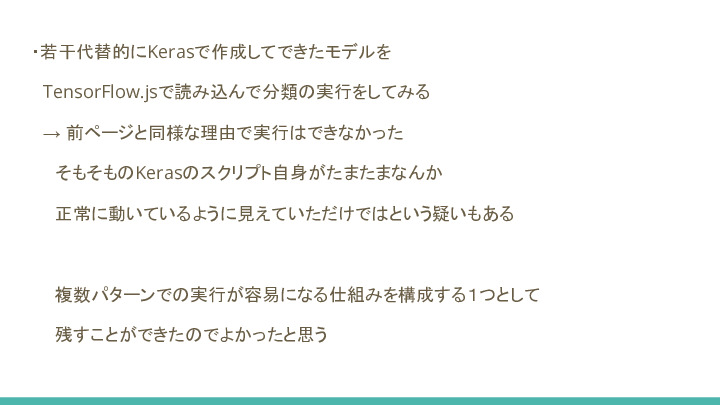 ・若干代替的にKerasで作成してできたモデルを
TensorFlow.jsで読み込んで分類の実行をしてみる
→ 前ページと同様な理由で実行はできなかった
そもそものKerasのスクリプト自身がたまたまなんか
正常に動いているように見えていただけではという疑いもある
複数パターンでの実行が容易になる仕組みを構成する１つとして
残すことができたのでよかったと思う